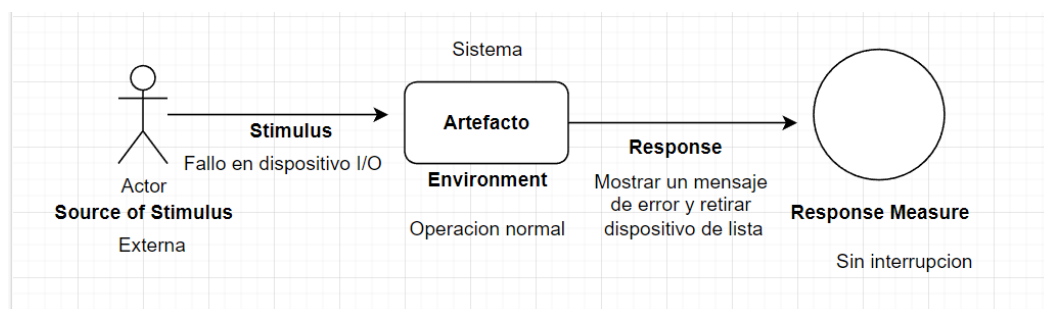 Sistema
Actor
Source of Stimulus
Externa
Stimulus
Fallo en dispositivo I/O
Artefacto
Environment
Operacion normal
Response
Mostrar un mensaje
de error y retirar
dispositivo de lista
Response Measure
Sin interrupcion